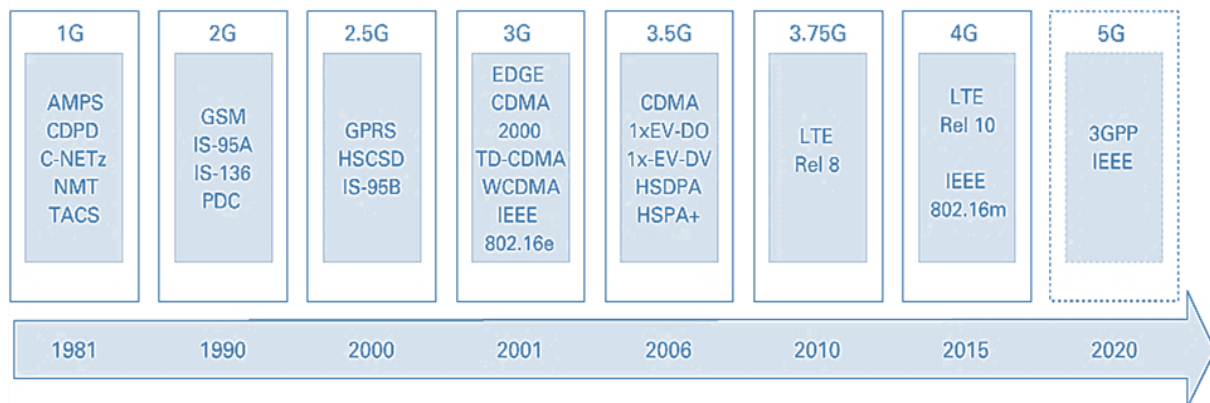 1G
AMPS
CDPD
C-NETz
NMT
TACS
2G
GSM
IS-95A
IS-136
PDC
2.5G
GPRS
HSCSD
IS-95B
3G
EDGE
CDMA
2000
TD-CDMA
WCDMA
IEEE
802.16e
3.5G
CDMA
1xEV-DO
1x-EV-DV
HSDPA
HSPA+
3.75G
LTE
Rel 8
4G
LTE
Rel 10
IEEE
802.16m
5G
3GPP
IEEE
1981
1990
2000
2001
2006
2010
2015
2020